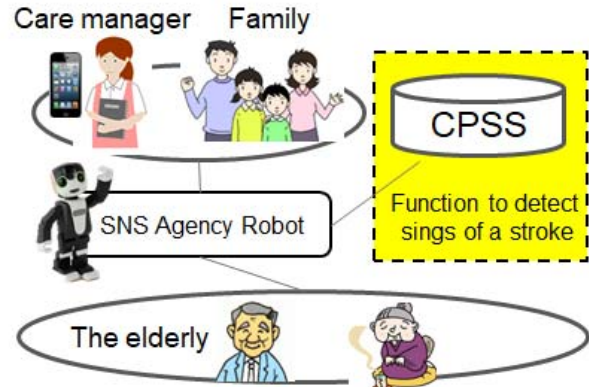 Care manager
Family
CPSS
Function to detect
sings of a stroke
SNS Agency Robot
The elderly